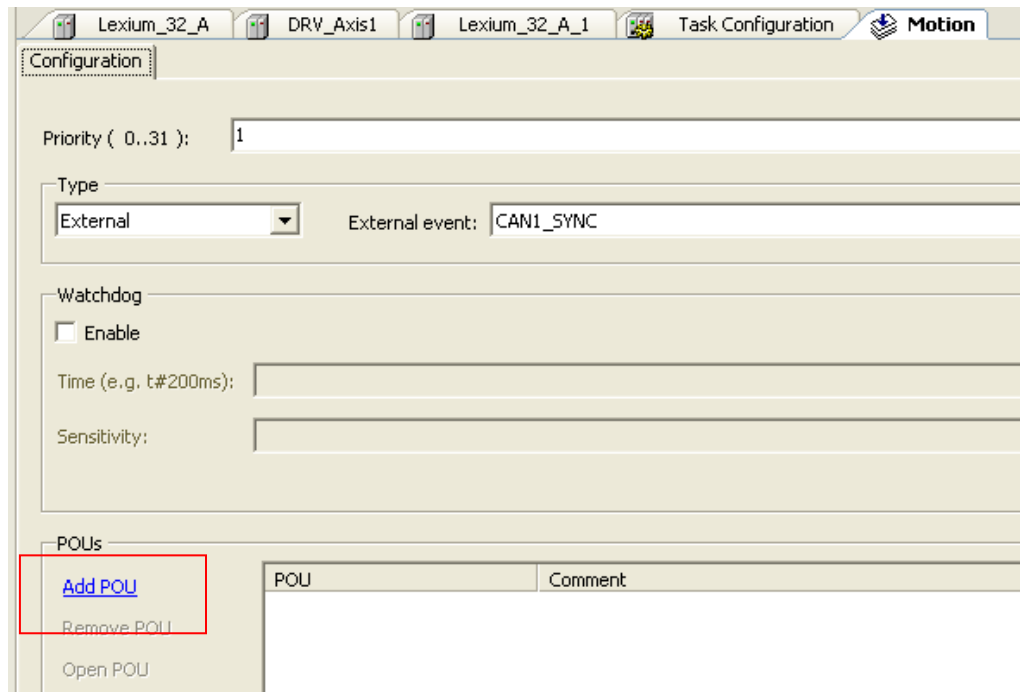 Lexium_32_A DRV_Axis1 Lexium_32_A_1 Task Configuration Motion
Configuration
Priority ( 0..31 ): 1
Type
External External event: CAN1_SYNC
Watchdog
Enable
Time (e.g. t#200ms):
Sensitivity:
POUs
Add POU POU Comment
Remove POU
Open POU